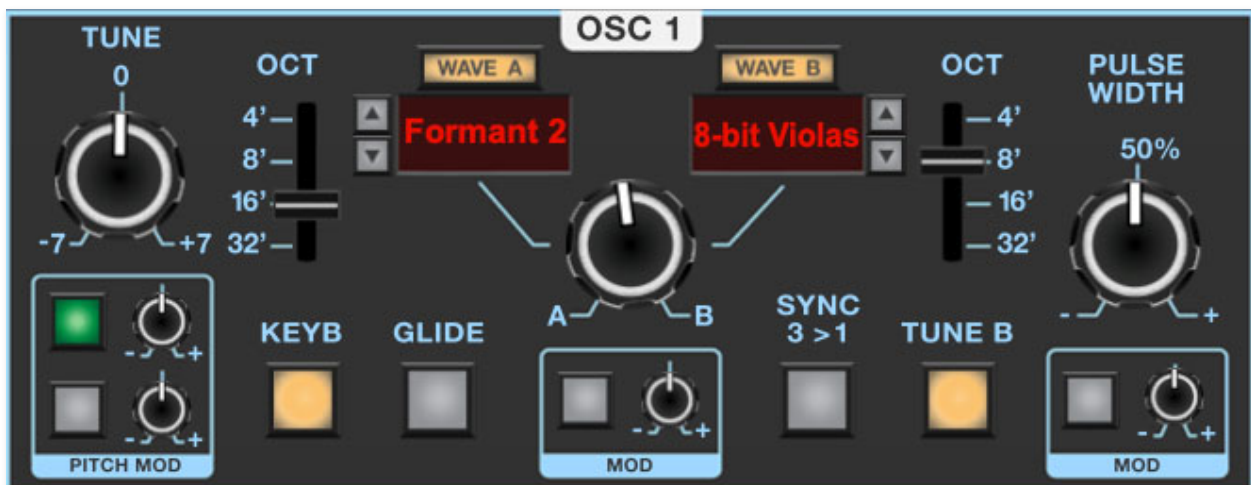 OSC 1
TUNE
0
-7
+7
OCT
4'
8'
16'
32'
WAVE A
Formant 2
WAVE B
8-bit Violas
A
B
OCT
4'
8'
16'
32'
PULSE
WIDTH
50%
-
+
- +
- +
PITCH MOD
KEYB
GLIDE
- +
MOD
SYNC
3 >1
TUNE B
- +
MOD